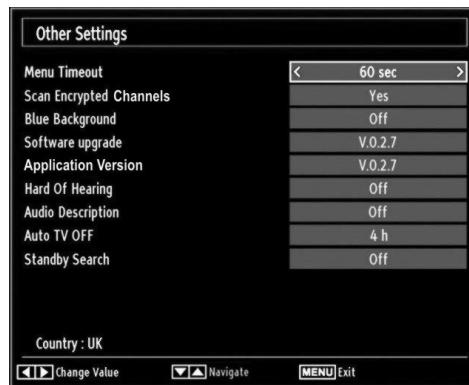 Other Settings
Menu Timeout < 60 sec >
Scan Encrypted Channels Yes
Blue Background Off
Software upgrade V.0.2.7
Application Version V.0.2.7
Hard Of Hearing Off
Audio Description Off
Auto TV OFF 4 h
Standby Search Off
Country : UK
Change Value Navigate MENU Exit